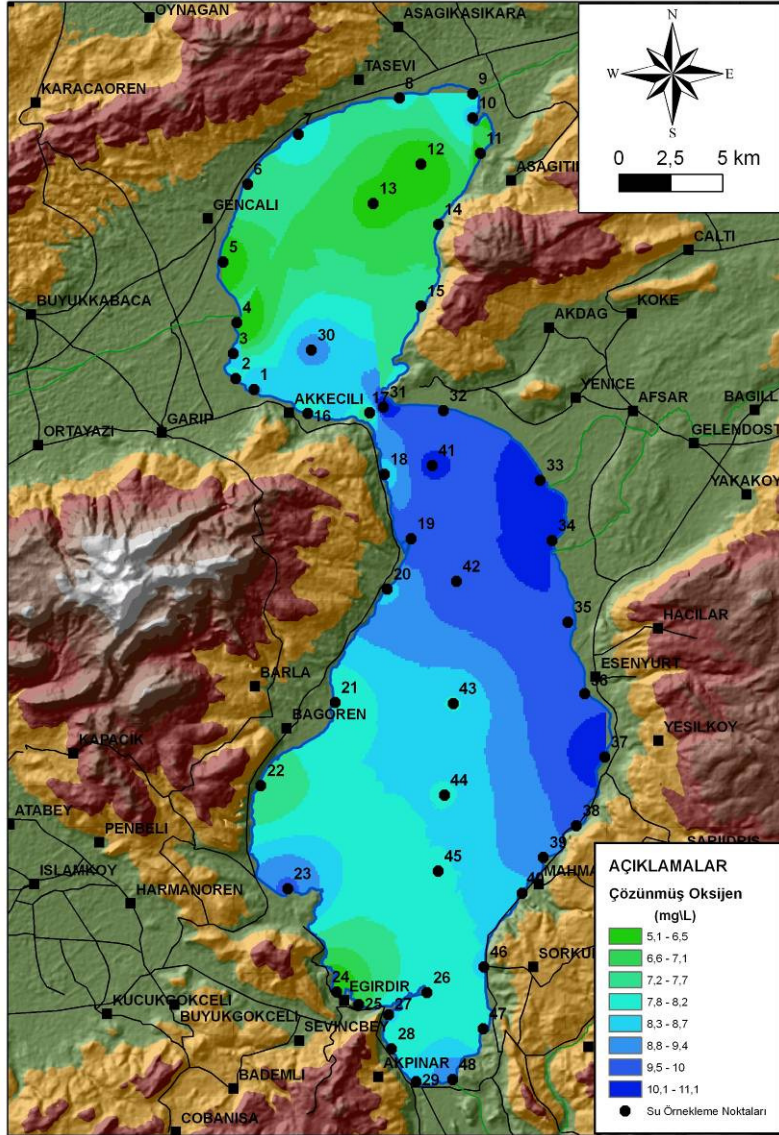 OYNAGAN
ASAGIKASIKARA
N
W E
S
0 2,5 5 km
TASEVI
KARACAOREN
8
9
10
11
12
13
14
ASAGITI
6
GENCALI
5
CALTI
BUYUKKABACA
4
15
KOKE
AKDAG
3
30
2
1
AKKECILI
16
17
31
32
YENICE
AFSAR
BAGILL
GARIP
ORTAYAZI
GELENDOST
18
41
33
YAKAKOY
19
34
42
20
35
HACILAR
BARLA
ESENYURT
36
21
43
BAGOREN
YESILKOY
KAPACIK
37
22
44
ATABEY
38
PENBELI
39
45
ISLAMKOY
23
40
MAHMA
HARMANOREN
46
SORKU
24
EGIRDIR
26
25
27
KUCUKGOKCELI
BUYUKGOKCELI
SEVINCBEY
47
28
AKPINAR
48
29
BADEMLI
COBANISA
AÇIKLAMALAR
Çözünmüş Oksijen
(mg\L)
5,1 - 6,5
6,6 - 7,1
7,2 - 7,7
7,8 - 8,2
8,3 - 8,7
8,8 - 9,4
9,5 - 10
10,1 - 11,1
Su Örnekleme Noktaları